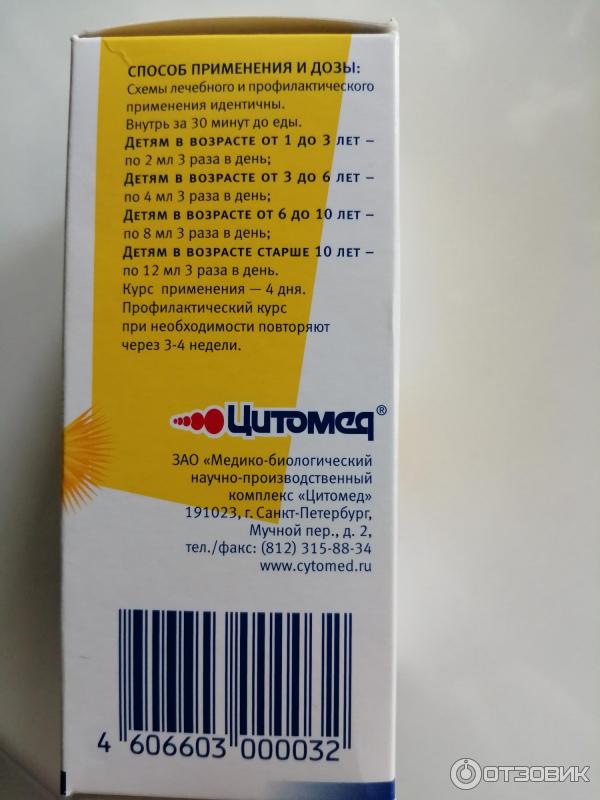 СПОСОБ ПРИМЕНЕНИЯ И ДОЗЫ:
Схемы лечебного и профилактического
применения идентичны.
Внутрь за 30 минут до еды.
Детям в возрасте от 1 до 3 лет –
по 2 мл 3 раза в день;
Детям в возрасте от 3 до 6 лет –
по 4 мл 3 раза в день;
Детям в возрасте от 6 до 10 лет –
по 8 мл 3 раза в день;
Детям в возрасте старше 10 лет –
по 12 мл 3 раза в день.
Курс применения — 4 дня.
Профилактический курс
при необходимости повторяют
через 3-4 недели.
Цитомед®
ЗАО «Медико-биологический
научно-производственный
комплекс «Цитомед»
191023, г. Санкт-Петербург,
Мучной пер., д. 2,
тел./факс: (812) 315-88-34
www.cytomed.ru
4 606603 000032
ОТЗОВИК